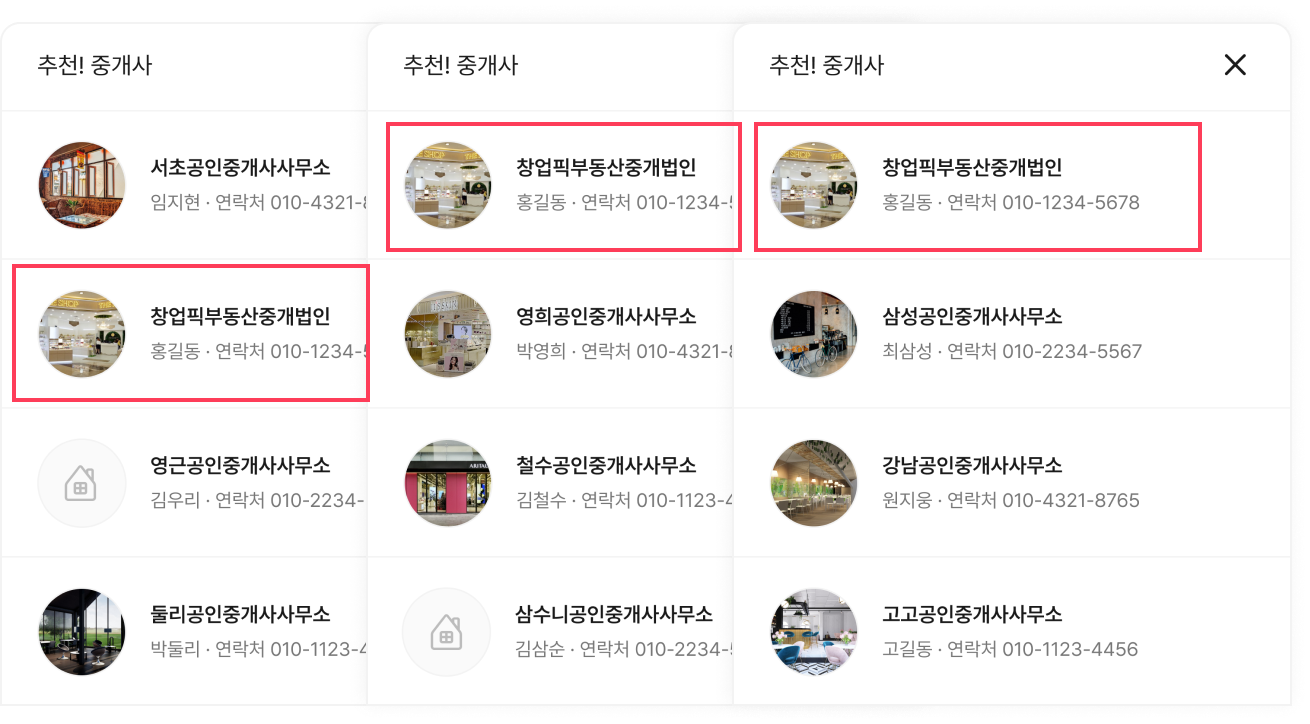 추천! 중개사
서초공인중개사사무소
임지현 · 연락처 010-4321-
창업픽부동산중개법인
홍길동 · 연락처 010-1234-
영근공인중개사사무소
김우리 · 연락처 010-2234-
둘리공인중개사사무소
박둘리 · 연락처 010-1123-4
추천! 중개사
창업픽부동산중개법인
홍길동 · 연락처 010-1234-
영희공인중개사사무소
박영희 · 연락처 010-4321-
철수공인중개사사무소
김철수 · 연락처 010-1123-4
삼수니공인중개사사무소
김삼순 · 연락처 010-2234-
추천! 중개사
창업픽부동산중개법인
홍길동 · 연락처 010-1234-5678
삼성공인중개사사무소
최삼성 · 연락처 010-2234-5567
강남공인중개사사무소
원지웅 · 연락처 010-4321-8765
고고공인중개사사무소
고길동 · 연락처 010-1123-4456